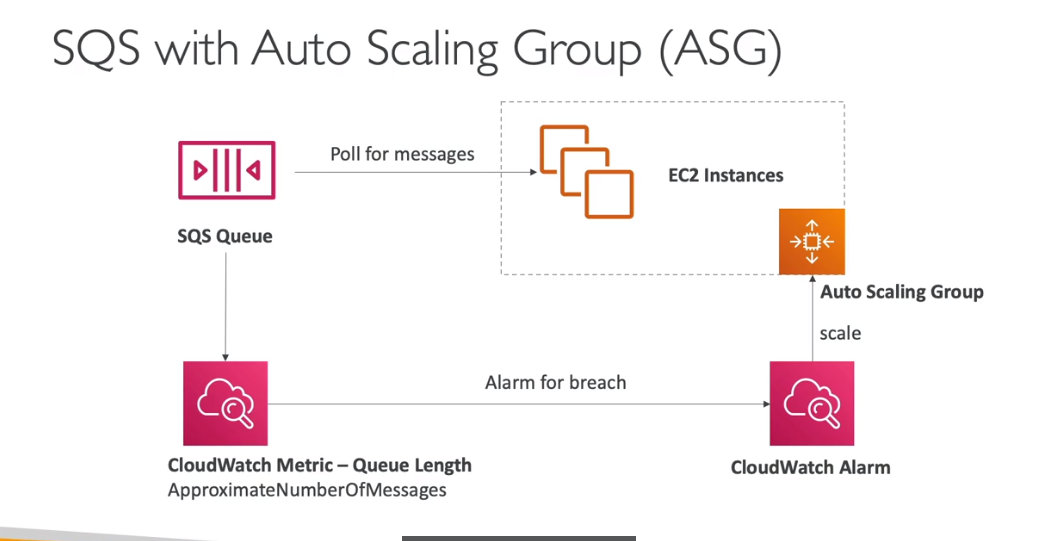 SQS with Auto Scaling Group (ASG)
Poll for messages
EC2 Instances
SQS Queue
Auto Scaling Group
scale
Alarm for breach
CloudWatch Metric – Queue Length
ApproximateNumberOfMessages
CloudWatch Alarm